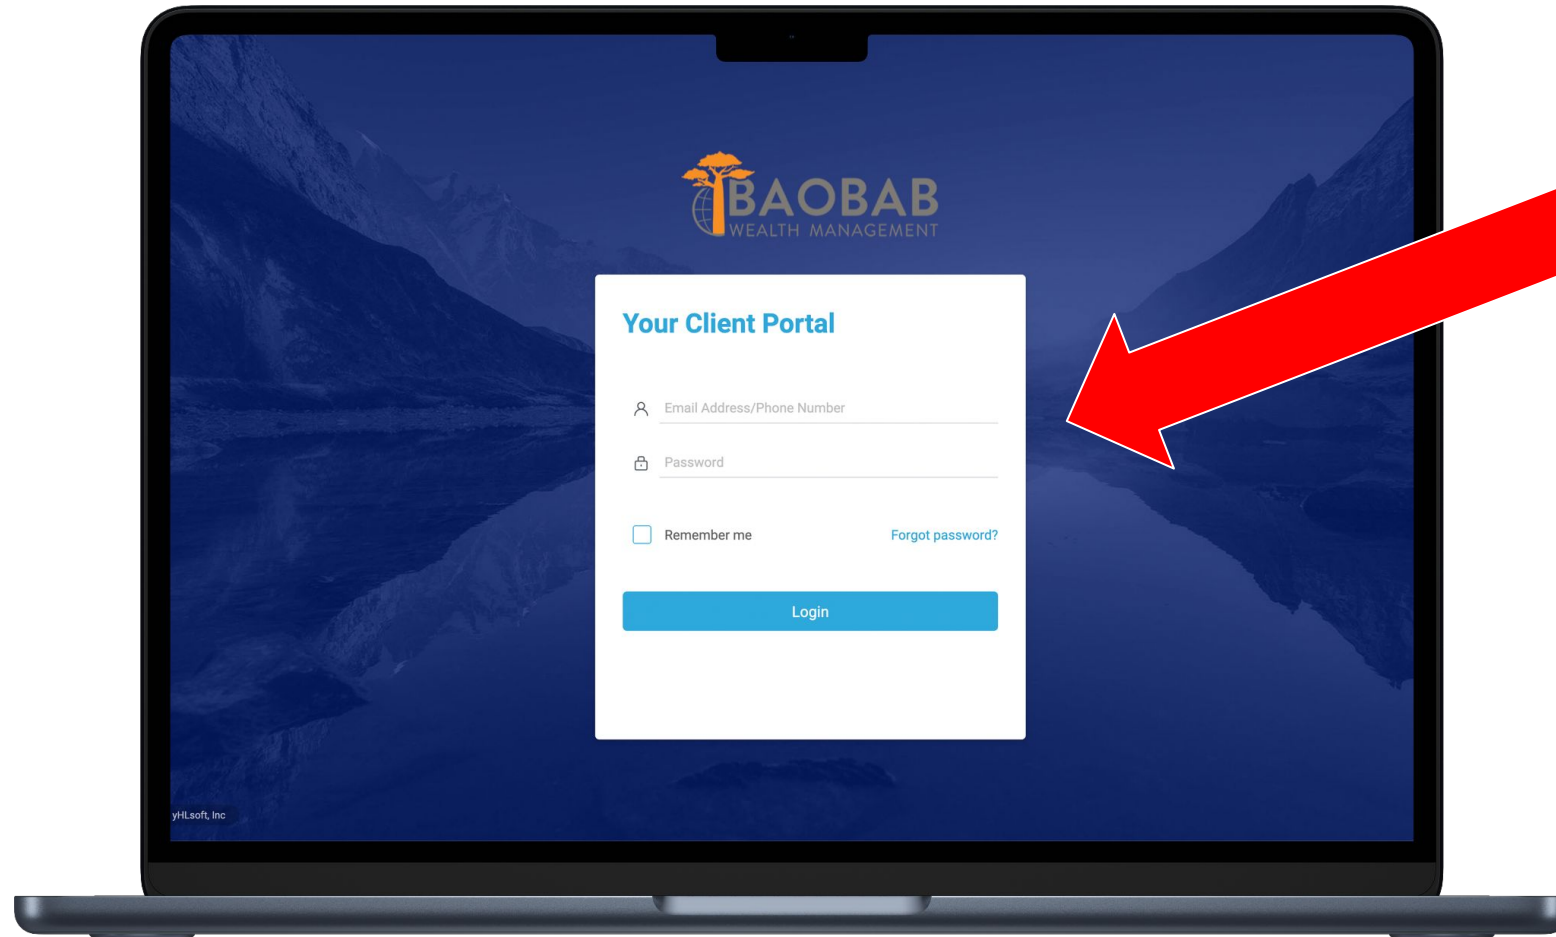 BAOBAB
WEALTH MANAGEMENT
Your Client Portal
Email Address/Phone Number
Password
Remember me
Forgot password?
Login
yHLsoft, Inc